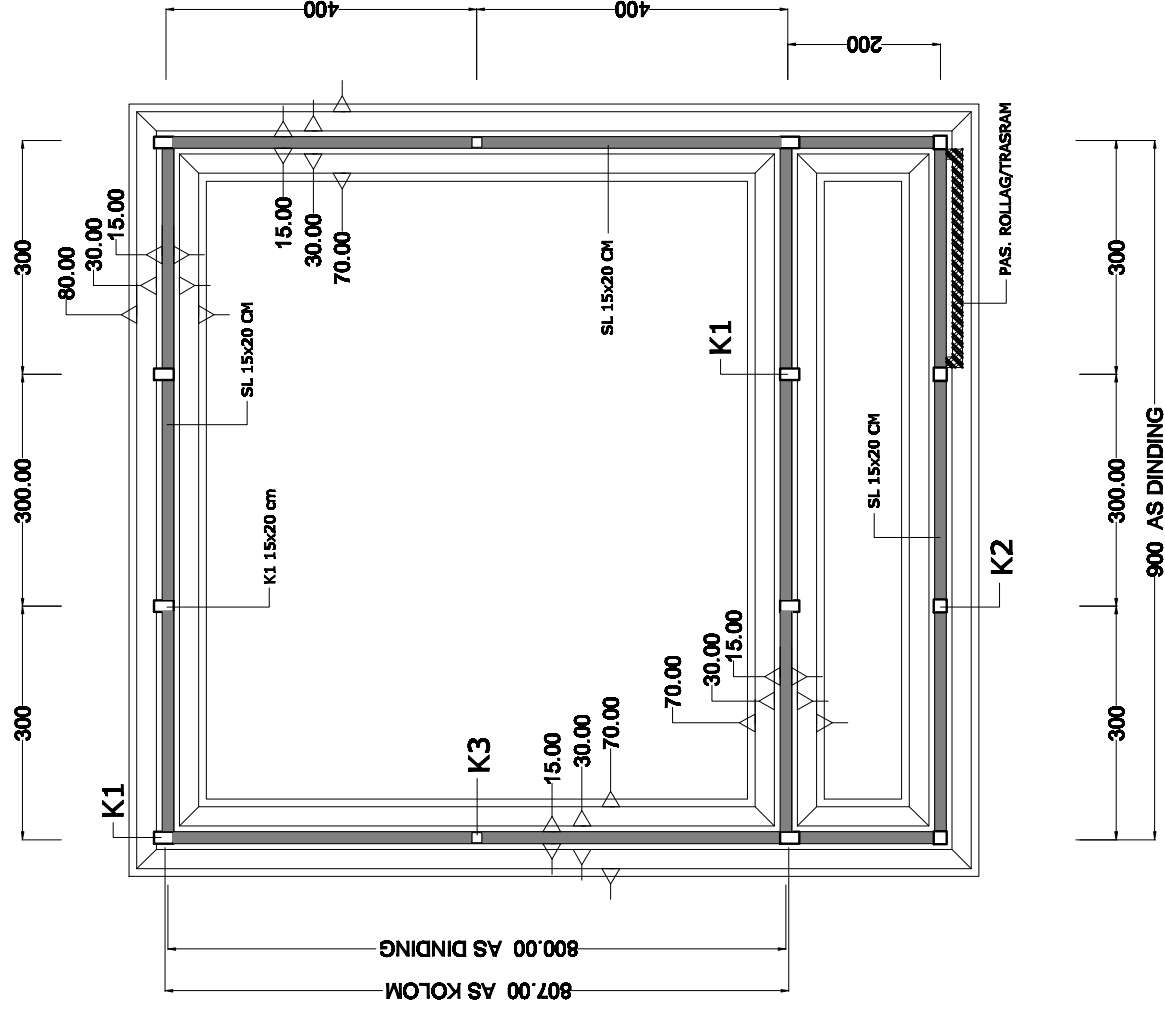 400
400
200
PAS. ROLLAG/TRASRAM
15.00
30.00
80.00
15.00
30.00
70.00
300
300.00
300
SL 15x20 CM
SL 15x20 CM
K1
K1 15x20 cm
SL 15x20 CM
K2
300
300.00
300
900 AS DINDING
15.00
30.00
70.00
K3
15.00
30.00
70.00
K1
800.00 AS DINDING
807.00 AS KOLOM